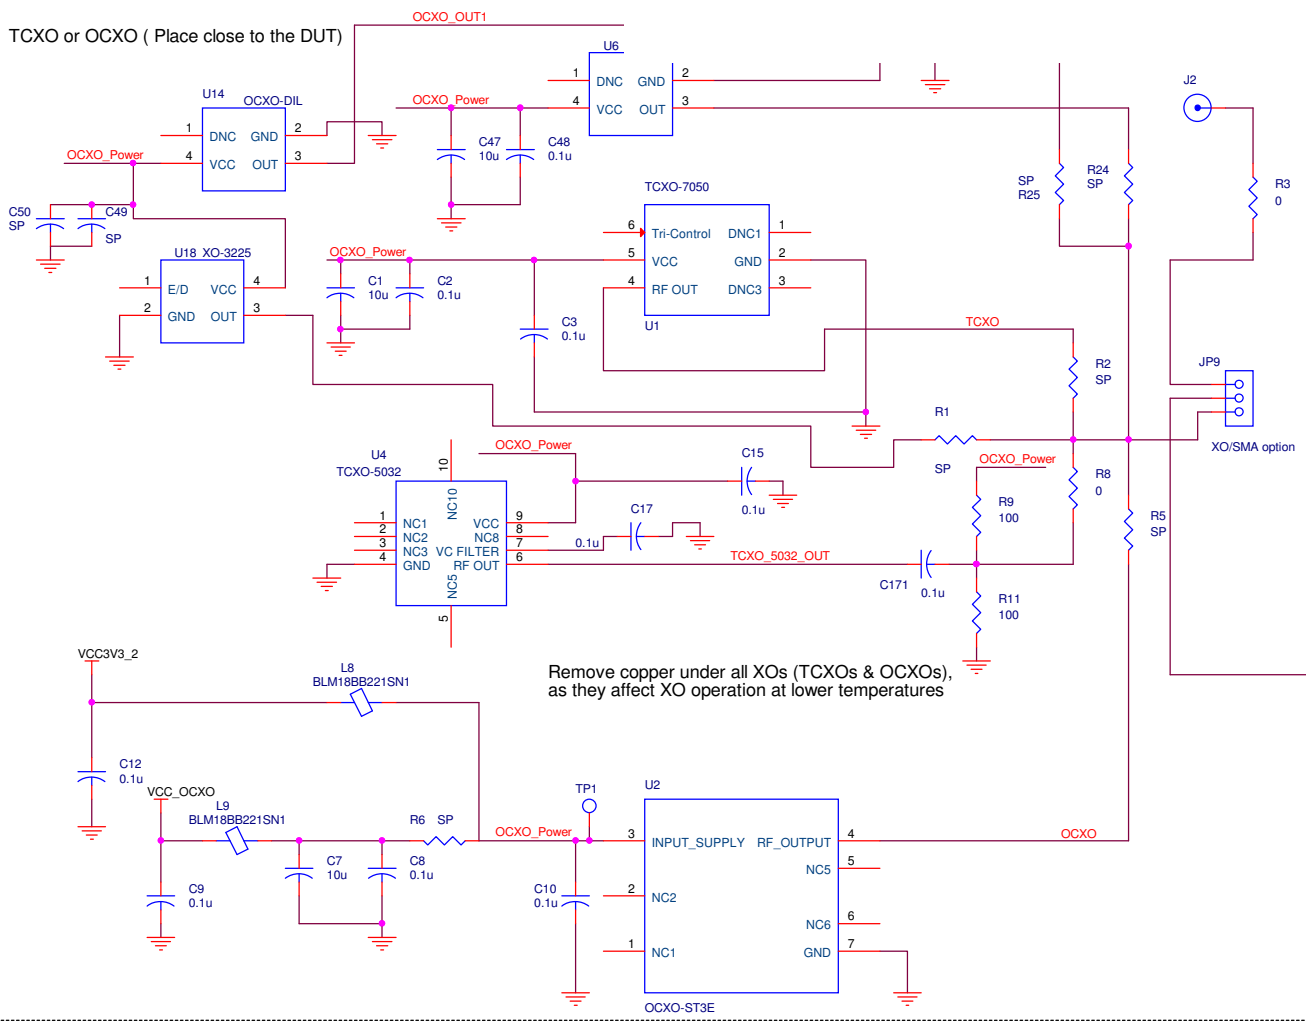 TCXO or OCXO ( Place close to the DUT)
OCXO_OUT1
U14
OCXO-DIL
1
DNC
GND
2
4
VCC
OUT
3
OCXO_Power
C50
SP
C49
SP
U18 XO-3225
1
E/D
VCC
4
2
GND
OUT
3
U6
1
DNC
GND
2
4
VCC
OUT
3
OCXO_Power
C47
10u
C48
0.1u
TCXO-7050
6
Tri-Control
DNC1
1
5
VCC
GND
2
4
RF OUT
DNC3
3
U1
OCXO_Power
C1
10u
C2
0.1u
C3
0.1u
SP
R25
R24
SP
J2
R3
0
TCXO
R2
SP
JP9
XO/SMA option
R1
SP
OCXO_Power
R8
0
R9
100
R5
SP
U4
TCXO-5032
10
NC10
OCXO_Power
C15
0.1u
1
NC1
VCC
9
2
NC2
NC8
8
3
NC3
VC FILTER
7
4
GND
RF OUT
6
NC5
5
C17
0.1u
TCXO_5032_OUT
C171
0.1u
R11
100
VCC3V3_2
L8
BLM18BB221SN1
Remove copper under all XOs (TCXOs & OCXOs),
as they affect XO operation at lower temperatures
C12
0.1u
VCC_OCXO
L9
BLM18BB221SN1
R6 SP
OCXO_Power
TP1
C7
10u
C8
0.1u
C9
0.1u
C10
0.1u
U2
3
INPUT_SUPPLY
RF_OUTPUT
4
OCXO
NC5
5
2
NC2
NC6
6
1
NC1
GND
7
OCXO-ST3E